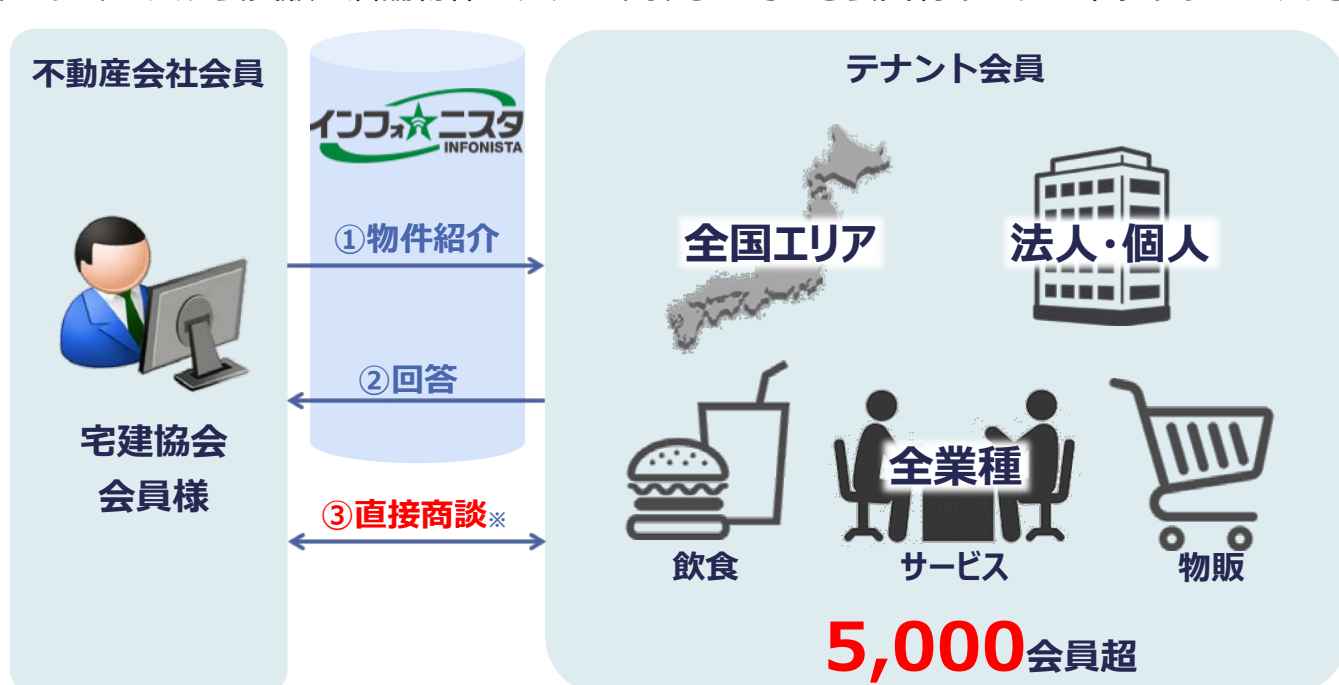 不動産会社会員
宅建協会
会員様
インフォニスタ
INFONISTA
①物件紹介
②回答
③直接商談※
テナント会員
全国エリア
法人・個人
全業種
飲食
サービス
物販
5,000会員超